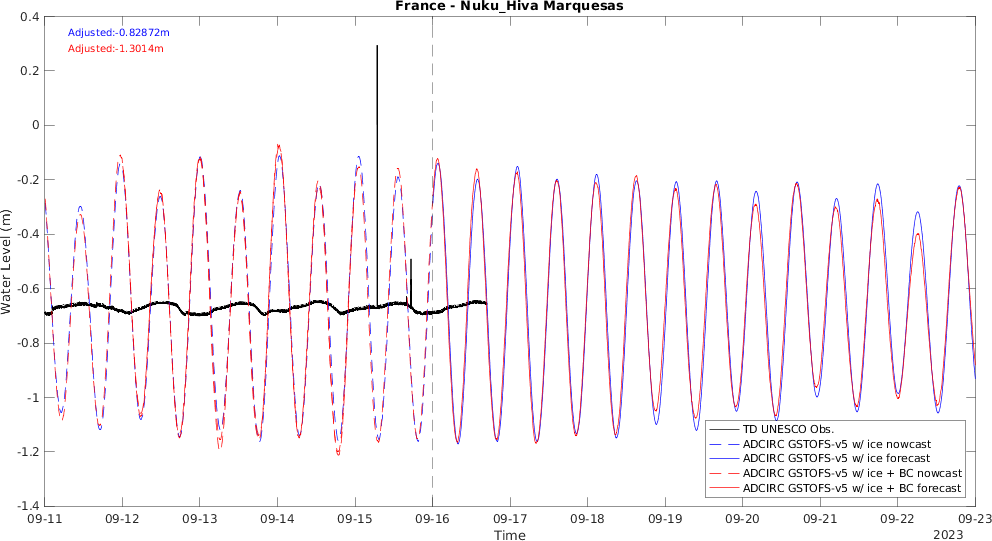 France - Nuku_Hiva Marquesas
Adjusted:-0.82872m
Adjusted:-1.3014m
0.4
0.2
0
-0.2
-0.4
-0.6
-0.8
-1
-1.2
-1.4
Water Level (m)
TD UNESCO Obs.
ADCIRC GSTOFS-v5 w/ ice nowcast
ADCIRC GSTOFS-v5 w/ ice forecast
ADCIRC GSTOFS-v5 w/ ice + BC nowcast
ADCIRC GSTOFS-v5 w/ ice + BC forecast
09-11 09-12 09-13 09-14 09-15 09-16 09-17 09-18 09-19 09-20 09-21 09-22 09-23
Time
2023